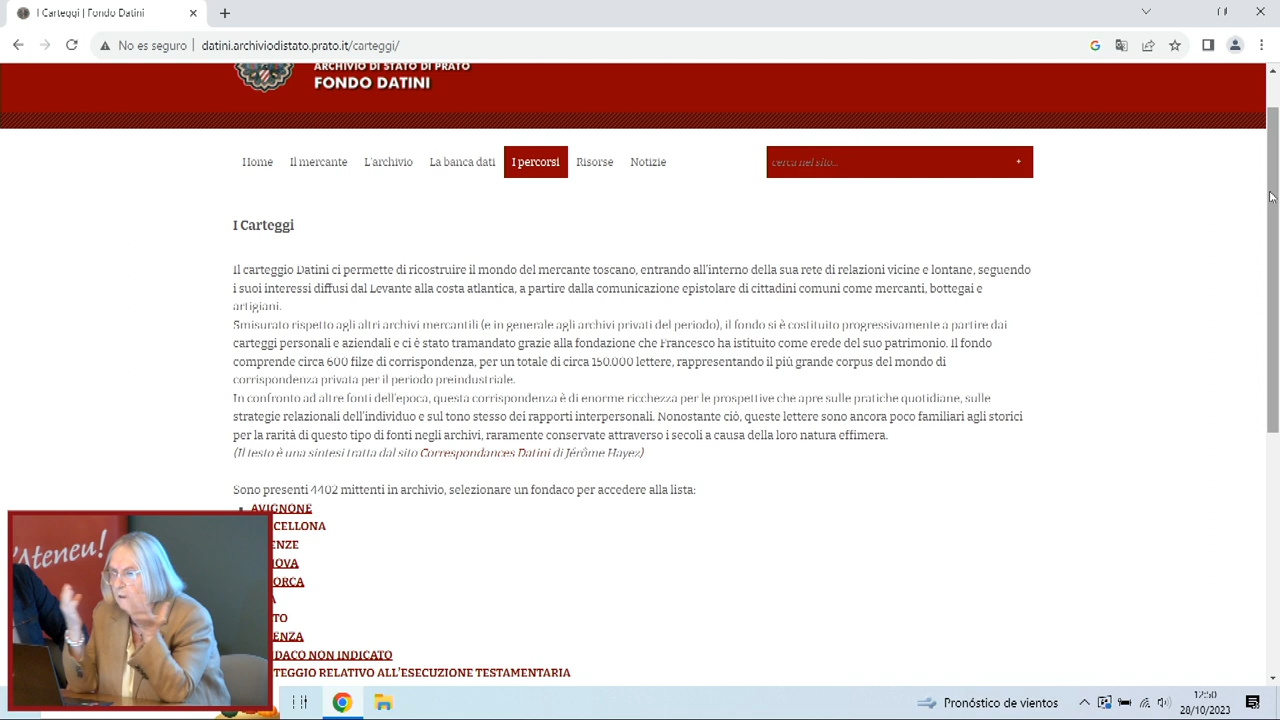 I Carteggi | Fondo Datini
No es seguro | datini.archiviodistato.prato.it/carteggi/
ARCHIVIO DI STATO DI PRATO
FONDO DATINI
Home Il mercante L'archivio La banca dati I percorsi Risorse Notizie cerca nel sito...
I Carteggi
Il carteggio Datini ci permette di ricostruire il mondo del mercante toscano, entrando all'interno della sua rete di relazioni vicine e lontane, seguendo
i suoi interessi diffusi dal Levante alla costa atlantica, a partire dalla comunicazione epistolare di cittadini comuni come mercanti, bottegai e
artigiani.
Smisurato rispetto agli altri archivi mercantili (e in generale agli archivi privati del periodo), il fondo si è costituito progressivamente a partire dai
carteggi personali e aziendali e ci è stato tramandato grazie alla fondazione che Francesco ha istituito come erede del suo patrimonio. Il fondo
comprende circa 600 filze di corrispondenza, per un totale di circa 150.000 lettere, rappresentando il più grande corpus del mondo di
corrispondenza privata per il periodo preindustriale.
In confronto ad altre fonti dell'epoca, questa corrispondenza è di enorme ricchezza per le prospettive che apre sulle pratiche quotidiane, sulle
strategie relazionali dell'individuo e sul tono stesso dei rapporti interpersonali. Nonostante ciò, queste lettere sono ancora poco familiari agli storici
per la rarità di questo tipo di fonti negli archivi, raramente conservate attraverso i secoli a causa della loro natura effimera.
(Il testo è una sintesi tratta dal sito Correspondances Datini di Jérôme Hayez)
Sono presenti 4402 mittenti in archivio, selezionare un fondaco per accedere alla lista:
AVIGNONE
CELLONA
ENZE
OVA
ORCA
A
TO
ENZA
DACO NON INDICATO
TEGGIO RELATIVO ALL'ESECUZIONE TESTAMENTARIA
'Ateneu!
Pronóstico de vientos
12:50
28/10/2023